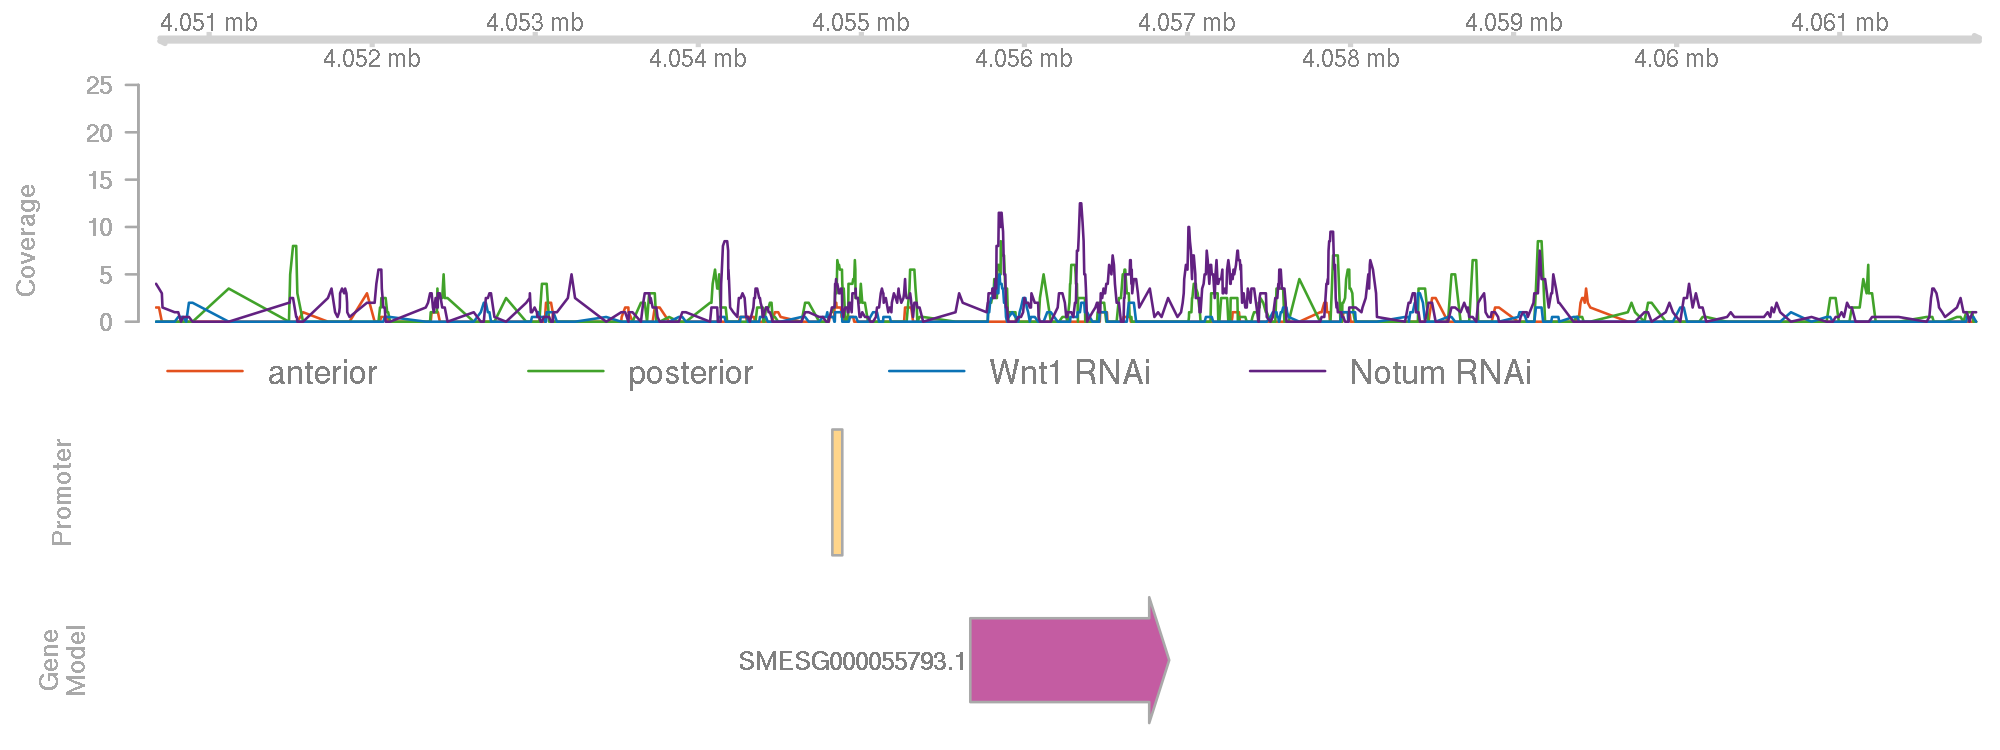 4.051 mb 4.053 mb 4.055 mb 4.057 mb 4.059 mb 4.061 mb
4.052 mb 4.054 mb 4.056 mb 4.058 mb 4.06 mb
25
20
15
10
5
0
Coverage
anterior posterior Wnt1 RNAi Notum RNAi
Promoter
Gene
Model
SMESG000055793.1